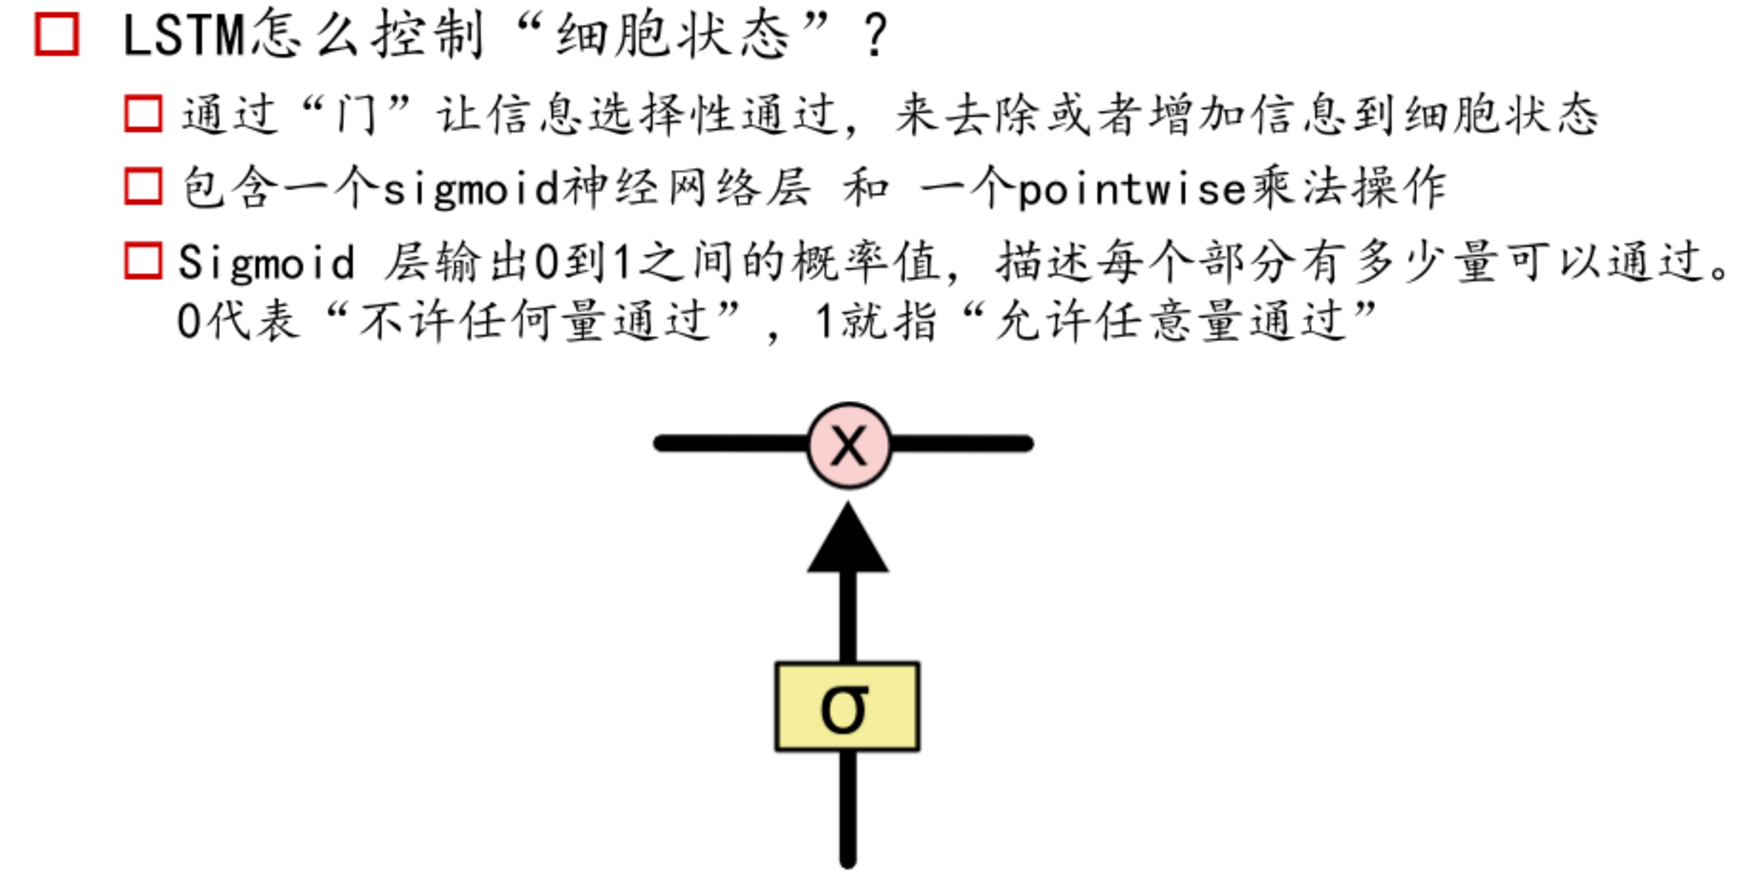 LSTM怎么控制“细胞状态”?
通过“门”让信息选择性通过，来去除或者增加信息到细胞状态
包含一个sigmoid神经网络层 和 一个pointwise乘法操作
Sigmoid 层输出0到1之间的概率值，描述每个部分有多少量可以通过。
0代表“不许任何量通过”，1就指“允许任意量通过”
x
σ